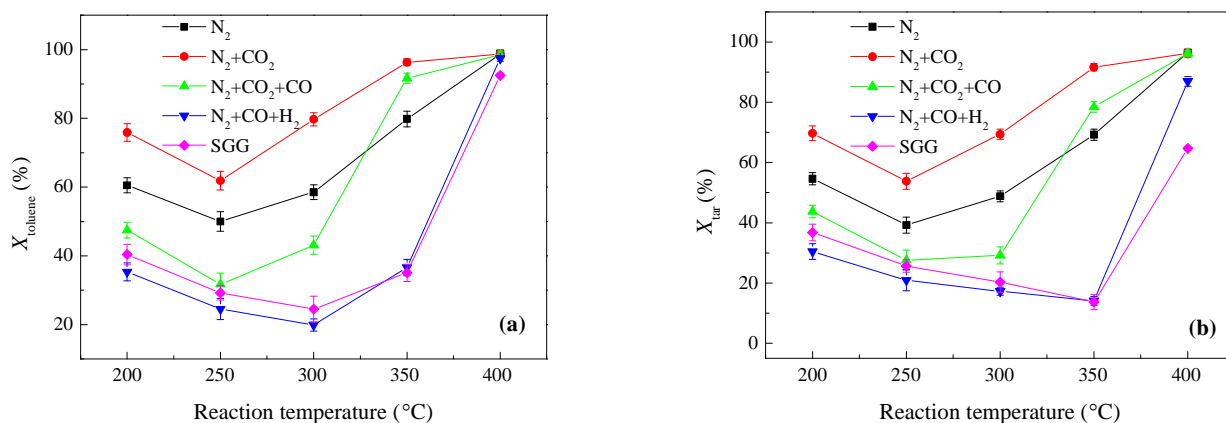 100
80
60
40
20
X toluene (%)
N2
N2+CO2
N2+CO2+CO
N2+CO+H2
SGG
(a)
200 250 300 350 400
Reaction temperature (°C)
100
80
60
40
20
0
X tar (%)
N2
N2+CO2
N2+CO2+CO
N2+CO+H2
SGG
(b)
200 250 300 350 400
Reaction temperature (°C)